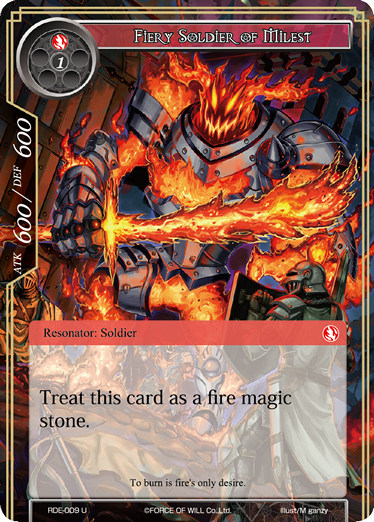 Fiery Soldier of Milest
1
ATK 600 / DEF 600
Resonator: Soldier
Treat this card as a fire magic
stone.
To burn is fire's only desire.
RDE-009 U ©FORCE OF WILL Co.,Ltd. Illust/M ganzy